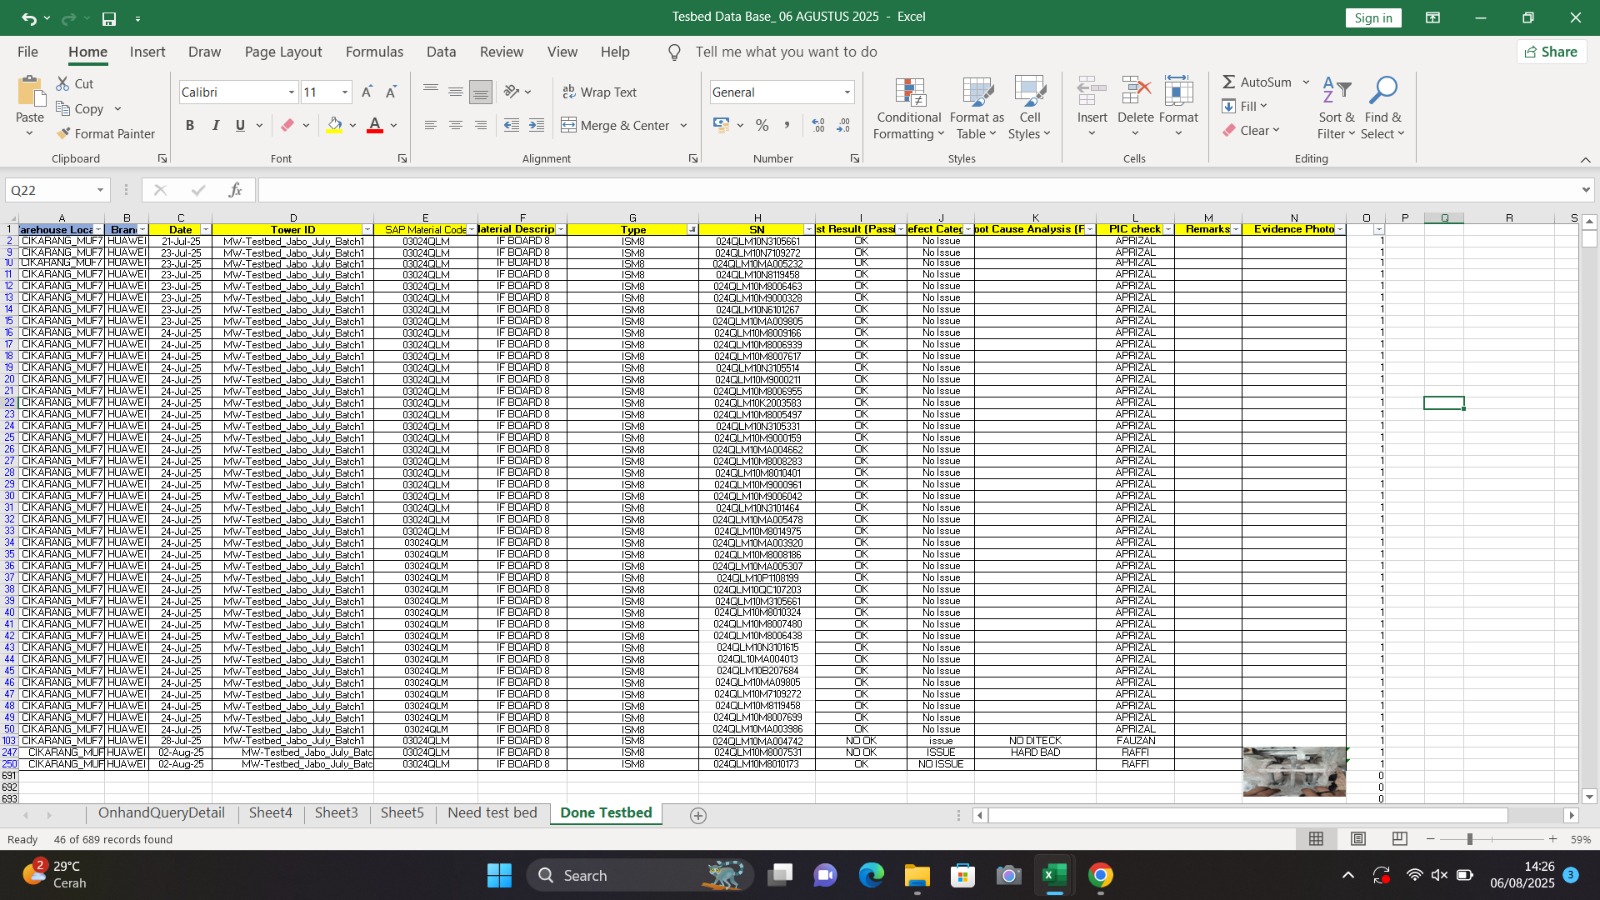 Tesbed Data Base_ 06 AGUSTUS 2025 - Excel
Sign in
File Home Insert Draw Page Layout Formulas Data Review View Help Tell me what you want to do Share
Paste Cut Copy Format Painter
Calibri 11
Wrap Text
Merge & Center
General
Conditional Formatting Format as Table Cell Styles
Insert Delete Format
AutoSum Fill Clear
Sort & Filter Find & Select
Clipboard Font Alignment Number Styles Cells Editing
Q22
A B C D E F G H I J K L M N O P Q R S
1 arehouse Loca Bran Date Tower ID SAP Material Code laterial Descrip Type SN st Result (Pass efect Categ oot Cause Analysis (F PIC check Remarks Evidence Photo
2 CIKARANG_MUF7 HUAWEI 21-Jul-25 MW-Testbed_Jabo_July_Batch1 03024QLM IF BOARD 8 ISM8 024QLM10N3105661 OK No Issue APRIZAL 1
9 CIKARANG_MUF7 HUAWEI 23-Jul-25 MW-Testbed_Jabo_July_Batch1 03024QLM IF BOARD 8 ISM8 024QLM10N7109272 OK No Issue APRIZAL 1
10 CIKARANG_MUF7 HUAWEI 23-Jul-25 MW-Testbed_Jabo_July_Batch1 03024QLM IF BOARD 8 ISM8 024QLM10MA005232 OK No Issue APRIZAL 1
11 CIKARANG_MUF7 HUAWEI 23-Jul-25 MW-Testbed_Jabo_July_Batch1 03024QLM IF BOARD 8 ISM8 024QLM10N8119458 OK No Issue APRIZAL 1
12 CIKARANG_MUF7 HUAWEI 23-Jul-25 MW-Testbed_Jabo_July_Batch1 03024QLM IF BOARD 8 ISM8 024QLM10M8006463 OK No Issue APRIZAL 1
13 CIKARANG_MUF7 HUAWEI 23-Jul-25 MW-Testbed_Jabo_July_Batch1 03024QLM IF BOARD 8 ISM8 024QLM10M9000328 OK No Issue APRIZAL 1
14 CIKARANG_MUF7 HUAWEI 23-Jul-25 MW-Testbed_Jabo_July_Batch1 03024QLM IF BOARD 8 ISM8 024QLM10N6101267 OK No Issue APRIZAL 1
15 CIKARANG_MUF7 HUAWEI 23-Jul-25 MW-Testbed_Jabo_July_Batch1 03024QLM IF BOARD 8 ISM8 024QLM10MA009805 OK No Issue APRIZAL 1
16 CIKARANG_MUF7 HUAWEI 24-Jul-25 MW-Testbed_Jabo_July_Batch1 03024QLM IF BOARD 8 ISM8 024QLM10M8009166 OK No Issue APRIZAL 1
17 CIKARANG_MUF7 HUAWEI 24-Jul-25 MW-Testbed_Jabo_July_Batch1 03024QLM IF BOARD 8 ISM8 024QLM10M8006939 OK No Issue APRIZAL 1
18 CIKARANG_MUF7 HUAWEI 24-Jul-25 MW-Testbed_Jabo_July_Batch1 03024QLM IF BOARD 8 ISM8 024QLM10M8007617 OK No Issue APRIZAL 1
19 CIKARANG_MUF7 HUAWEI 24-Jul-25 MW-Testbed_Jabo_July_Batch1 03024QLM IF BOARD 8 ISM8 024QLM10N3105514 OK No Issue APRIZAL 1
20 CIKARANG_MUF7 HUAWEI 24-Jul-25 MW-Testbed_Jabo_July_Batch1 03024QLM IF BOARD 8 ISM8 024QLM10M9000211 OK No Issue APRIZAL 1
21 CIKARANG_MUF7 HUAWEI 24-Jul-25 MW-Testbed_Jabo_July_Batch1 03024QLM IF BOARD 8 ISM8 024QLM10M8006955 OK No Issue APRIZAL 1
22 CIKARANG_MUF7 HUAWEI 24-Jul-25 MW-Testbed_Jabo_July_Batch1 03024QLM IF BOARD 8 ISM8 024QLM10K2003583 OK No Issue APRIZAL 1
23 CIKARANG_MUF7 HUAWEI 24-Jul-25 MW-Testbed_Jabo_July_Batch1 03024QLM IF BOARD 8 ISM8 024QLM10M8005497 OK No Issue APRIZAL 1
24 CIKARANG_MUF7 HUAWEI 24-Jul-25 MW-Testbed_Jabo_July_Batch1 03024QLM IF BOARD 8 ISM8 024QLM10N3105331 OK No Issue APRIZAL 1
25 CIKARANG_MUF7 HUAWEI 24-Jul-25 MW-Testbed_Jabo_July_Batch1 03024QLM IF BOARD 8 ISM8 024QLM10M9000159 OK No Issue APRIZAL 1
26 CIKARANG_MUF7 HUAWEI 24-Jul-25 MW-Testbed_Jabo_July_Batch1 03024QLM IF BOARD 8 ISM8 024QLM10MA004662 OK No Issue APRIZAL 1
27 CIKARANG_MUF7 HUAWEI 24-Jul-25 MW-Testbed_Jabo_July_Batch1 03024QLM IF BOARD 8 ISM8 024QLM10M8008283 OK No Issue APRIZAL 1
28 CIKARANG_MUF7 HUAWEI 24-Jul-25 MW-Testbed_Jabo_July_Batch1 03024QLM IF BOARD 8 ISM8 024QLM10M8010401 OK No Issue APRIZAL 1
29 CIKARANG_MUF7 HUAWEI 24-Jul-25 MW-Testbed_Jabo_July_Batch1 03024QLM IF BOARD 8 ISM8 024QLM10M9000961 OK No Issue APRIZAL 1
30 CIKARANG_MUF7 HUAWEI 24-Jul-25 MW-Testbed_Jabo_July_Batch1 03024QLM IF BOARD 8 ISM8 024QLM10M9006042 OK No Issue APRIZAL 1
31 CIKARANG_MUF7 HUAWEI 24-Jul-25 MW-Testbed_Jabo_July_Batch1 03024QLM IF BOARD 8 ISM8 024QLM10N3101464 OK No Issue APRIZAL 1
32 CIKARANG_MUF7 HUAWEI 24-Jul-25 MW-Testbed_Jabo_July_Batch1 03024QLM IF BOARD 8 ISM8 024QLM10MA005478 OK No Issue APRIZAL 1
33 CIKARANG_MUF7 HUAWEI 24-Jul-25 MW-Testbed_Jabo_July_Batch1 03024QLM IF BOARD 8 ISM8 024QLM10M8014975 OK No Issue APRIZAL 1
34 CIKARANG_MUF7 HUAWEI 24-Jul-25 MW-Testbed_Jabo_July_Batch1 03024QLM IF BOARD 8 ISM8 024QLM10MA003920 OK No Issue APRIZAL 1
35 CIKARANG_MUF7 HUAWEI 24-Jul-25 MW-Testbed_Jabo_July_Batch1 03024QLM IF BOARD 8 ISM8 024QLM10M8008186 OK No Issue APRIZAL 1
36 CIKARANG_MUF7 HUAWEI 24-Jul-25 MW-Testbed_Jabo_July_Batch1 03024QLM IF BOARD 8 ISM8 024QLM10MA005307 OK No Issue APRIZAL 1
37 CIKARANG_MUF7 HUAWEI 24-Jul-25 MW-Testbed_Jabo_July_Batch1 03024QLM IF BOARD 8 ISM8 024QLM10P1108199 OK No Issue APRIZAL 1
38 CIKARANG_MUF7 HUAWEI 24-Jul-25 MW-Testbed_Jabo_July_Batch1 03024QLM IF BOARD 8 ISM8 024QLM10QC107203 OK No Issue APRIZAL 1
39 CIKARANG_MUF7 HUAWEI 24-Jul-25 MW-Testbed_Jabo_July_Batch1 03024QLM IF BOARD 8 ISM8 024QLM10M3105661 OK No Issue APRIZAL 1
40 CIKARANG_MUF7 HUAWEI 24-Jul-25 MW-Testbed_Jabo_July_Batch1 03024QLM IF BOARD 8 ISM8 024QLM10M8010324 OK No Issue APRIZAL 1
41 CIKARANG_MUF7 HUAWEI 24-Jul-25 MW-Testbed_Jabo_July_Batch1 03024QLM IF BOARD 8 ISM8 024QLM10M8007480 OK No Issue APRIZAL 1
42 CIKARANG_MUF7 HUAWEI 24-Jul-25 MW-Testbed_Jabo_July_Batch1 03024QLM IF BOARD 8 ISM8 024QLM10M8006438 OK No Issue APRIZAL 1
43 CIKARANG_MUF7 HUAWEI 24-Jul-25 MW-Testbed_Jabo_July_Batch1 03024QLM IF BOARD 8 ISM8 024QLM10N3101615 OK No Issue APRIZAL 1
44 CIKARANG_MUF7 HUAWEI 24-Jul-25 MW-Testbed_Jabo_July_Batch1 03024QLM IF BOARD 8 ISM8 024QL10MA004013 OK No Issue APRIZAL 1
45 CIKARANG_MUF7 HUAWEI 24-Jul-25 MW-Testbed_Jabo_July_Batch1 03024QLM IF BOARD 8 ISM8 024QLM10B207684 OK No Issue APRIZAL 1
46 CIKARANG_MUF7 HUAWEI 24-Jul-25 MW-Testbed_Jabo_July_Batch1 03024QLM IF BOARD 8 ISM8 024QLM10MA09805 OK No Issue APRIZAL 1
47 CIKARANG_MUF7 HUAWEI 24-Jul-25 MW-Testbed_Jabo_July_Batch1 03024QLM IF BOARD 8 ISM8 024QLM10M7109272 OK No Issue APRIZAL 1
48 CIKARANG_MUF7 HUAWEI 24-Jul-25 MW-Testbed_Jabo_July_Batch1 03024QLM IF BOARD 8 ISM8 024QLM10M8119458 OK No Issue APRIZAL 1
49 CIKARANG_MUF7 HUAWEI 24-Jul-25 MW-Testbed_Jabo_July_Batch1 03024QLM IF BOARD 8 ISM8 024QLM10M8007699 OK No Issue APRIZAL 1
50 CIKARANG_MUF7 HUAWEI 24-Jul-25 MW-Testbed_Jabo_July_Batch1 03024QLM IF BOARD 8 ISM8 024QLM10MA003986 OK No Issue APRIZAL 1
103 CIKARANG_MUF7 HUAWEI 28-Jul-25 MW-Testbed_Jabo_July_Batch1 03024QLM IF BOARD 8 ISM8 024QLM10MA004742 NO OK issue NO DITECK FAUZAN 1
247 CIKARANG_MUF HUAWEI 02-Aug-25 MW-Testbed_Jabo_July_Batc 03024QLM IF BOARD 8 ISM8 024QLM10M8007531 NO OK ISSUE HARD BAD RAFFI 1
250 CIKARANG_MUF HUAWEI 02-Aug-25 MW-Testbed_Jabo_July_Batc 03024QLM IF BOARD 8 ISM8 024QLM10M8010173 OK NO ISSUE RAFFI 1
691 0
692 0
693 0
OnhandQueryDetail Sheet4 Sheet3 Sheet5 Need test bed Done Testbed
Ready 46 of 689 records found 59%
2 29°C
Cerah
Search
14:26
06/08/2025 3